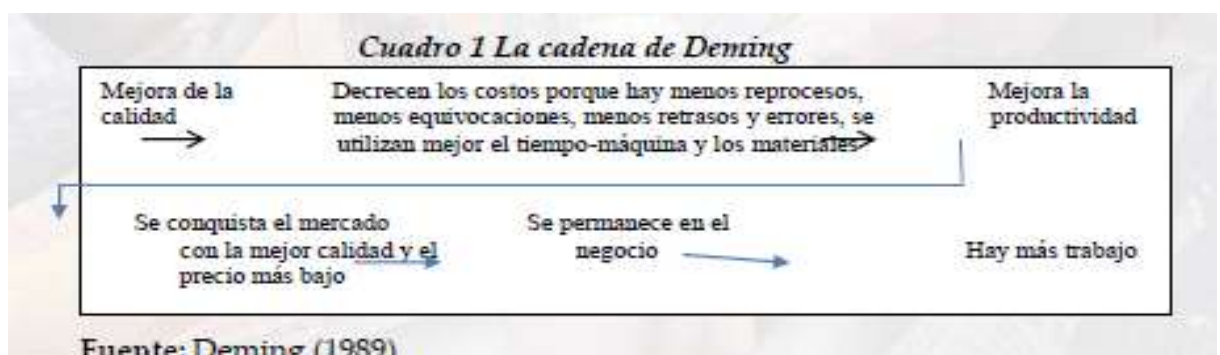 Cuadro 1 La cadena de Deming
Mejora de la
calidad
Decrecen los costos porque hay menos reprocesos,
menos equivocaciones, menos retrasos y errores, se
utilizan mejor el tiempo-máquina y los materiales
Mejora la
productividad
Se conquista el mercado
con la mejor calidad y el
precio más bajo
Se permanece en el
negocio
Hay más trabajo
Fuente: Deming (1989)